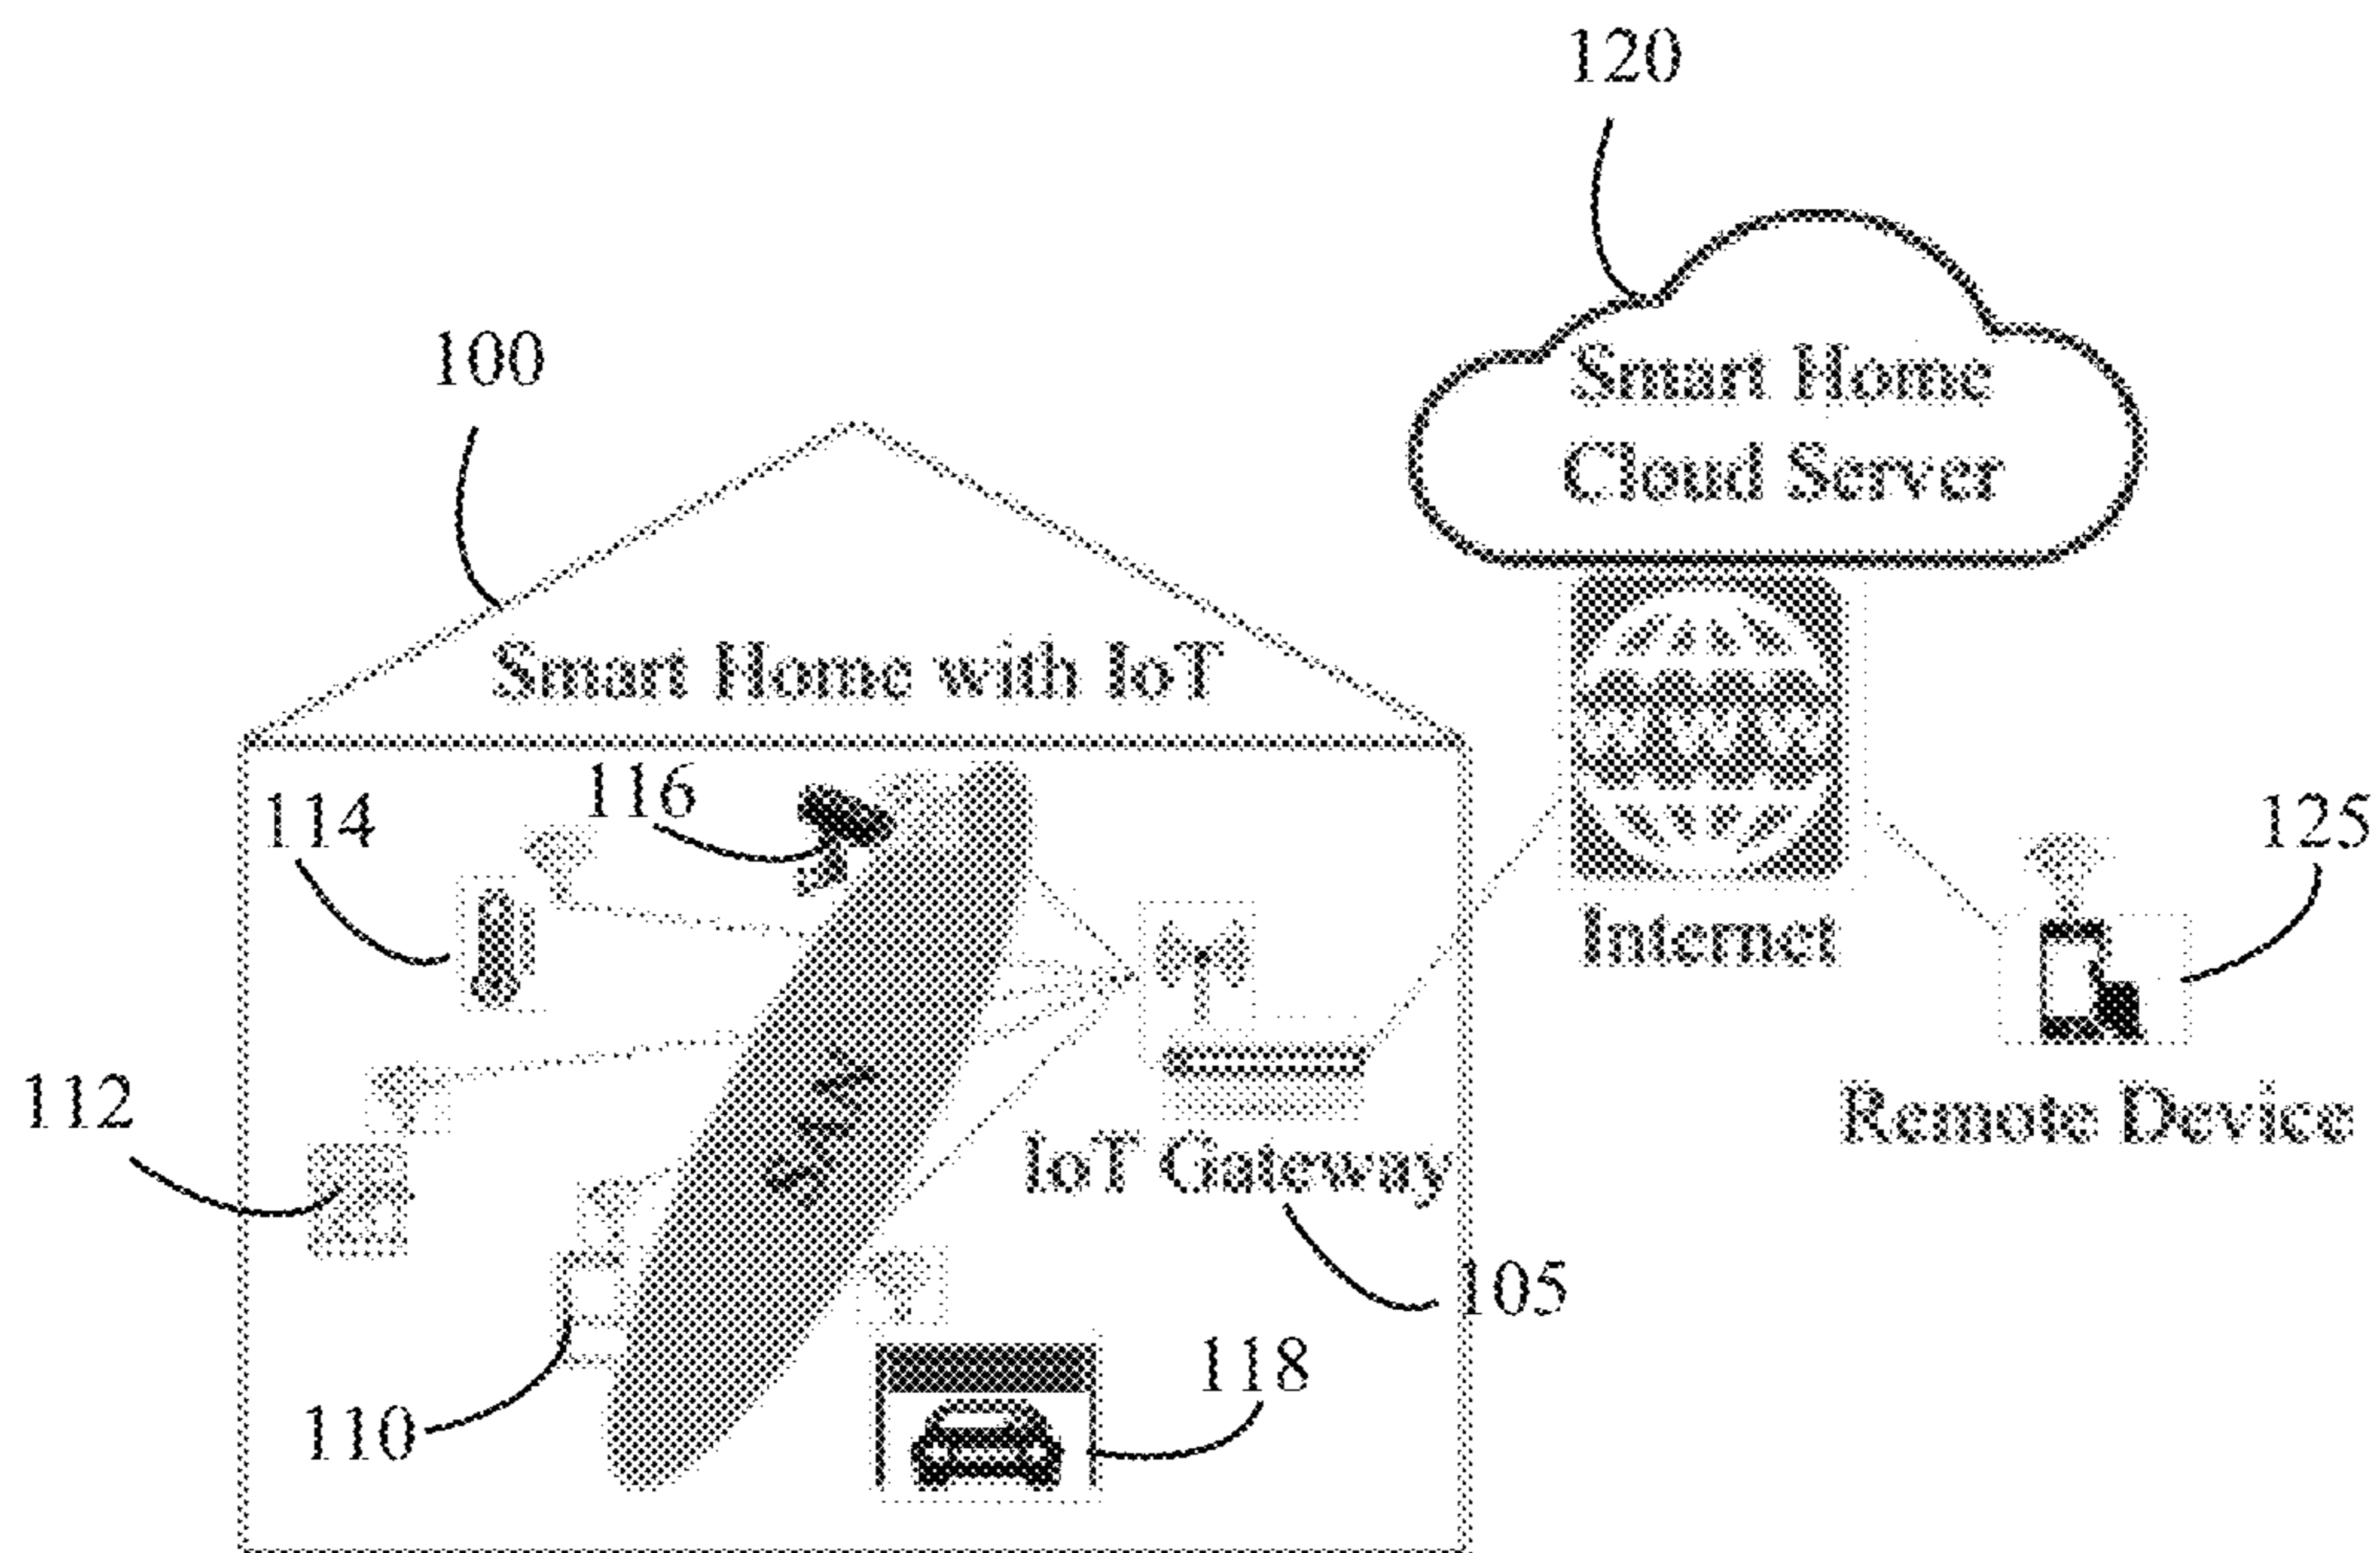 120
Smart Home
Cloud Server
100
Smart Home with IoT
116
114
125
Internet
112
Remote Device
IoT Gateway
105
118
110